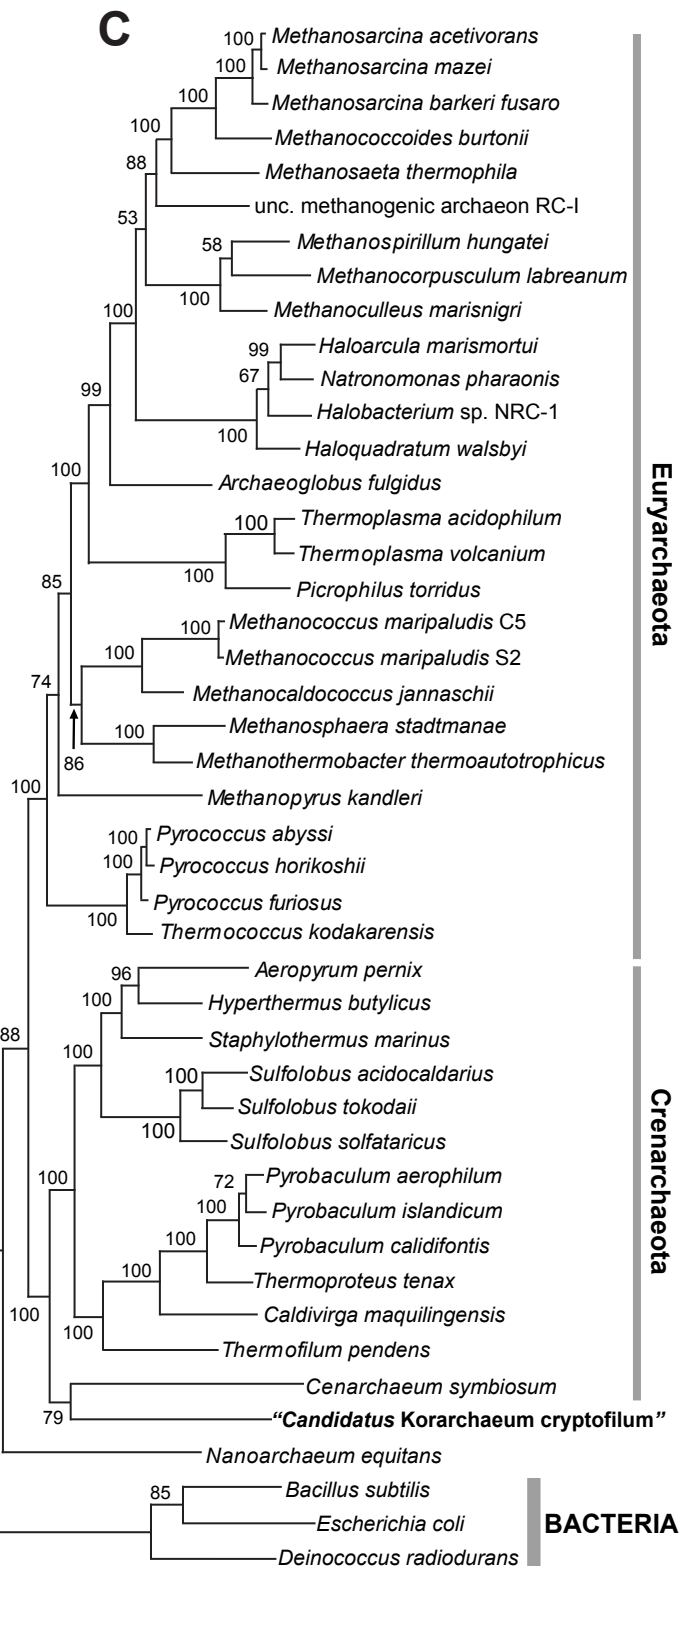 C
100 Methanosarcina acetivorans
100 Methanosarcina mazei
100 Methanosarcina barkeri fusaro
100 Methanococcoides burtonii
88 Methanosaeta thermophila
unc. methanogenic archaeon RC-I
53 58 Methanospirillum hungatei
Methanocorpusculum labreanum
100 Methanoculleus marisnigri
100
99 Haloarcula marismortui
67 Natronomonas pharaonis
99 Halobacterium sp. NRC-1
100 Haloquadratum walsbyi
100 Archaeoglobus fulgidus
100 Thermoplasma acidophilum
Thermoplasma volcanium
85 100 Picrophilus torridus
100 Methanococcus maripaludis C5
100 Methanococcus maripaludis S2
74 Methanocaldococcus jannaschii
100 Methanosphaera stadtmanae
86 Methanothermobacter thermoautotrophicus
100 Methanopyrus kandleri
100 Pyrococcus abyssi
100 Pyrococcus horikoshii
Pyrococcus furiosus
100 Thermococcus kodakarensis
Euryarchaeota
96 Aeropyrum pernix
100 Hyperthermus butylicus
88 Staphylothermus marinus
100 100 Sulfolobus acidocaldarius
Sulfolobus tokodaii
100 Sulfolobus solfataricus
100 72 Pyrobaculum aerophilum
100 Pyrobaculum islandicum
100 Pyrobaculum calidifontis
100 Thermoproteus tenax
100 Caldivirga maquilingensis
100 Thermofilum pendens
Cenarchaeum symbiosum
Crenarchaeota
79 “Candidatus Korarchaeum cryptofilum”
Nanoarchaeum equitans
85 Bacillus subtilis
Escherichia coli
Deinococcus radiodurans
BACTERIA